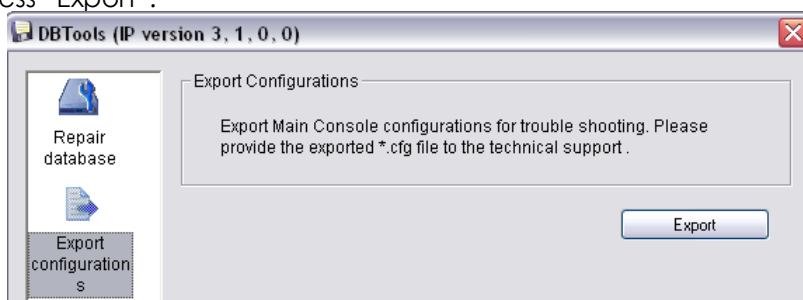 "Export".
DBTools (IP version 3, 1, 0, 0)
Repair
database
Export
configuration
s
Export Configurations
Export Main Console configurations for trouble shooting. Please
provide the exported *.cfg file to the technical support .
Export